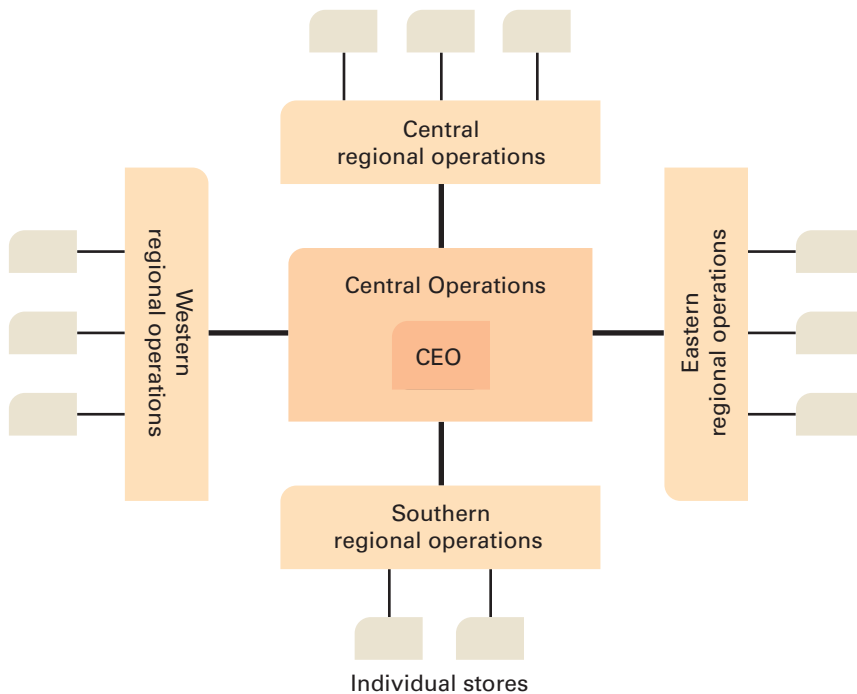 Central
regional operations
Western
regional operations
Central Operations
CEO
Eastern
regional operations
Southern
regional operations
Individual stores